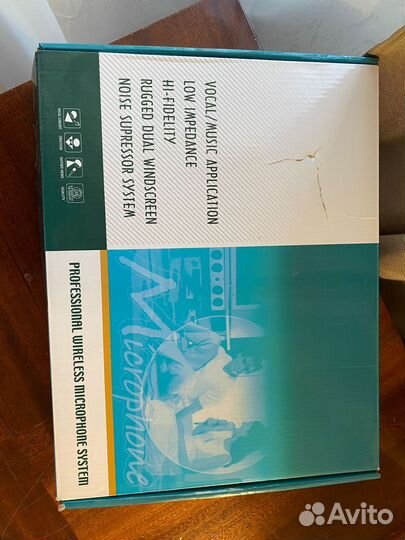 VOCAL/MUSIC APPLICATION
LOW IMPEDANCE
HI-FIDELITY
RUGGED DUAL WINDSCREEN
NOISE SUPRESSOR SYSTEM
QUALITY
PROFESSIONAL WIRELESS MICROPHONE SYSTEM
Microphone
Avito